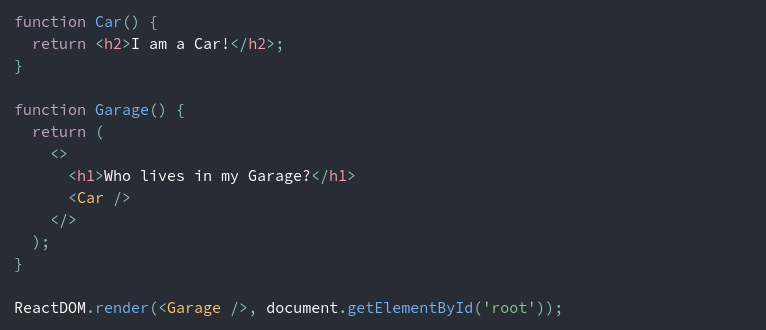 function Car() {
  return <h2>I am a Car!</h2>;
}

function Garage() {
  return (
    <>
      <h1>Who lives in my Garage?</h1>
      <Car />
    </>
  );
}

ReactDOM.render(<Garage />, document.getElementById('root'));